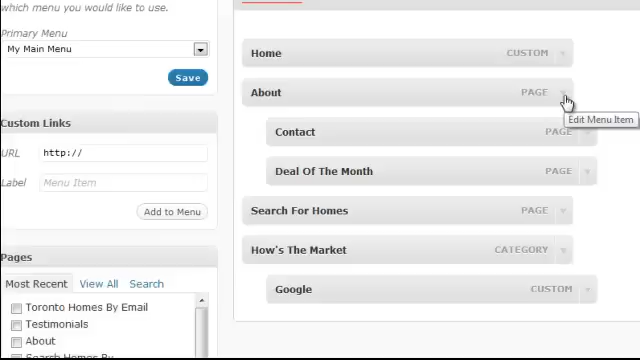 which menu you would like to use.
Primary Menu
My Main Menu
Save
Custom Links
URL http://
Label Menu Item
Add to Menu
Pages
Most Recent View All Search
Toronto Homes By Email
Testimonials
About
Search Homes By
Home CUSTOM
About PAGE
Edit Menu Item
Contact PAGE
Deal Of The Month PAGE
Search For Homes PAGE
How's The Market CATEGORY
Google CUSTOM